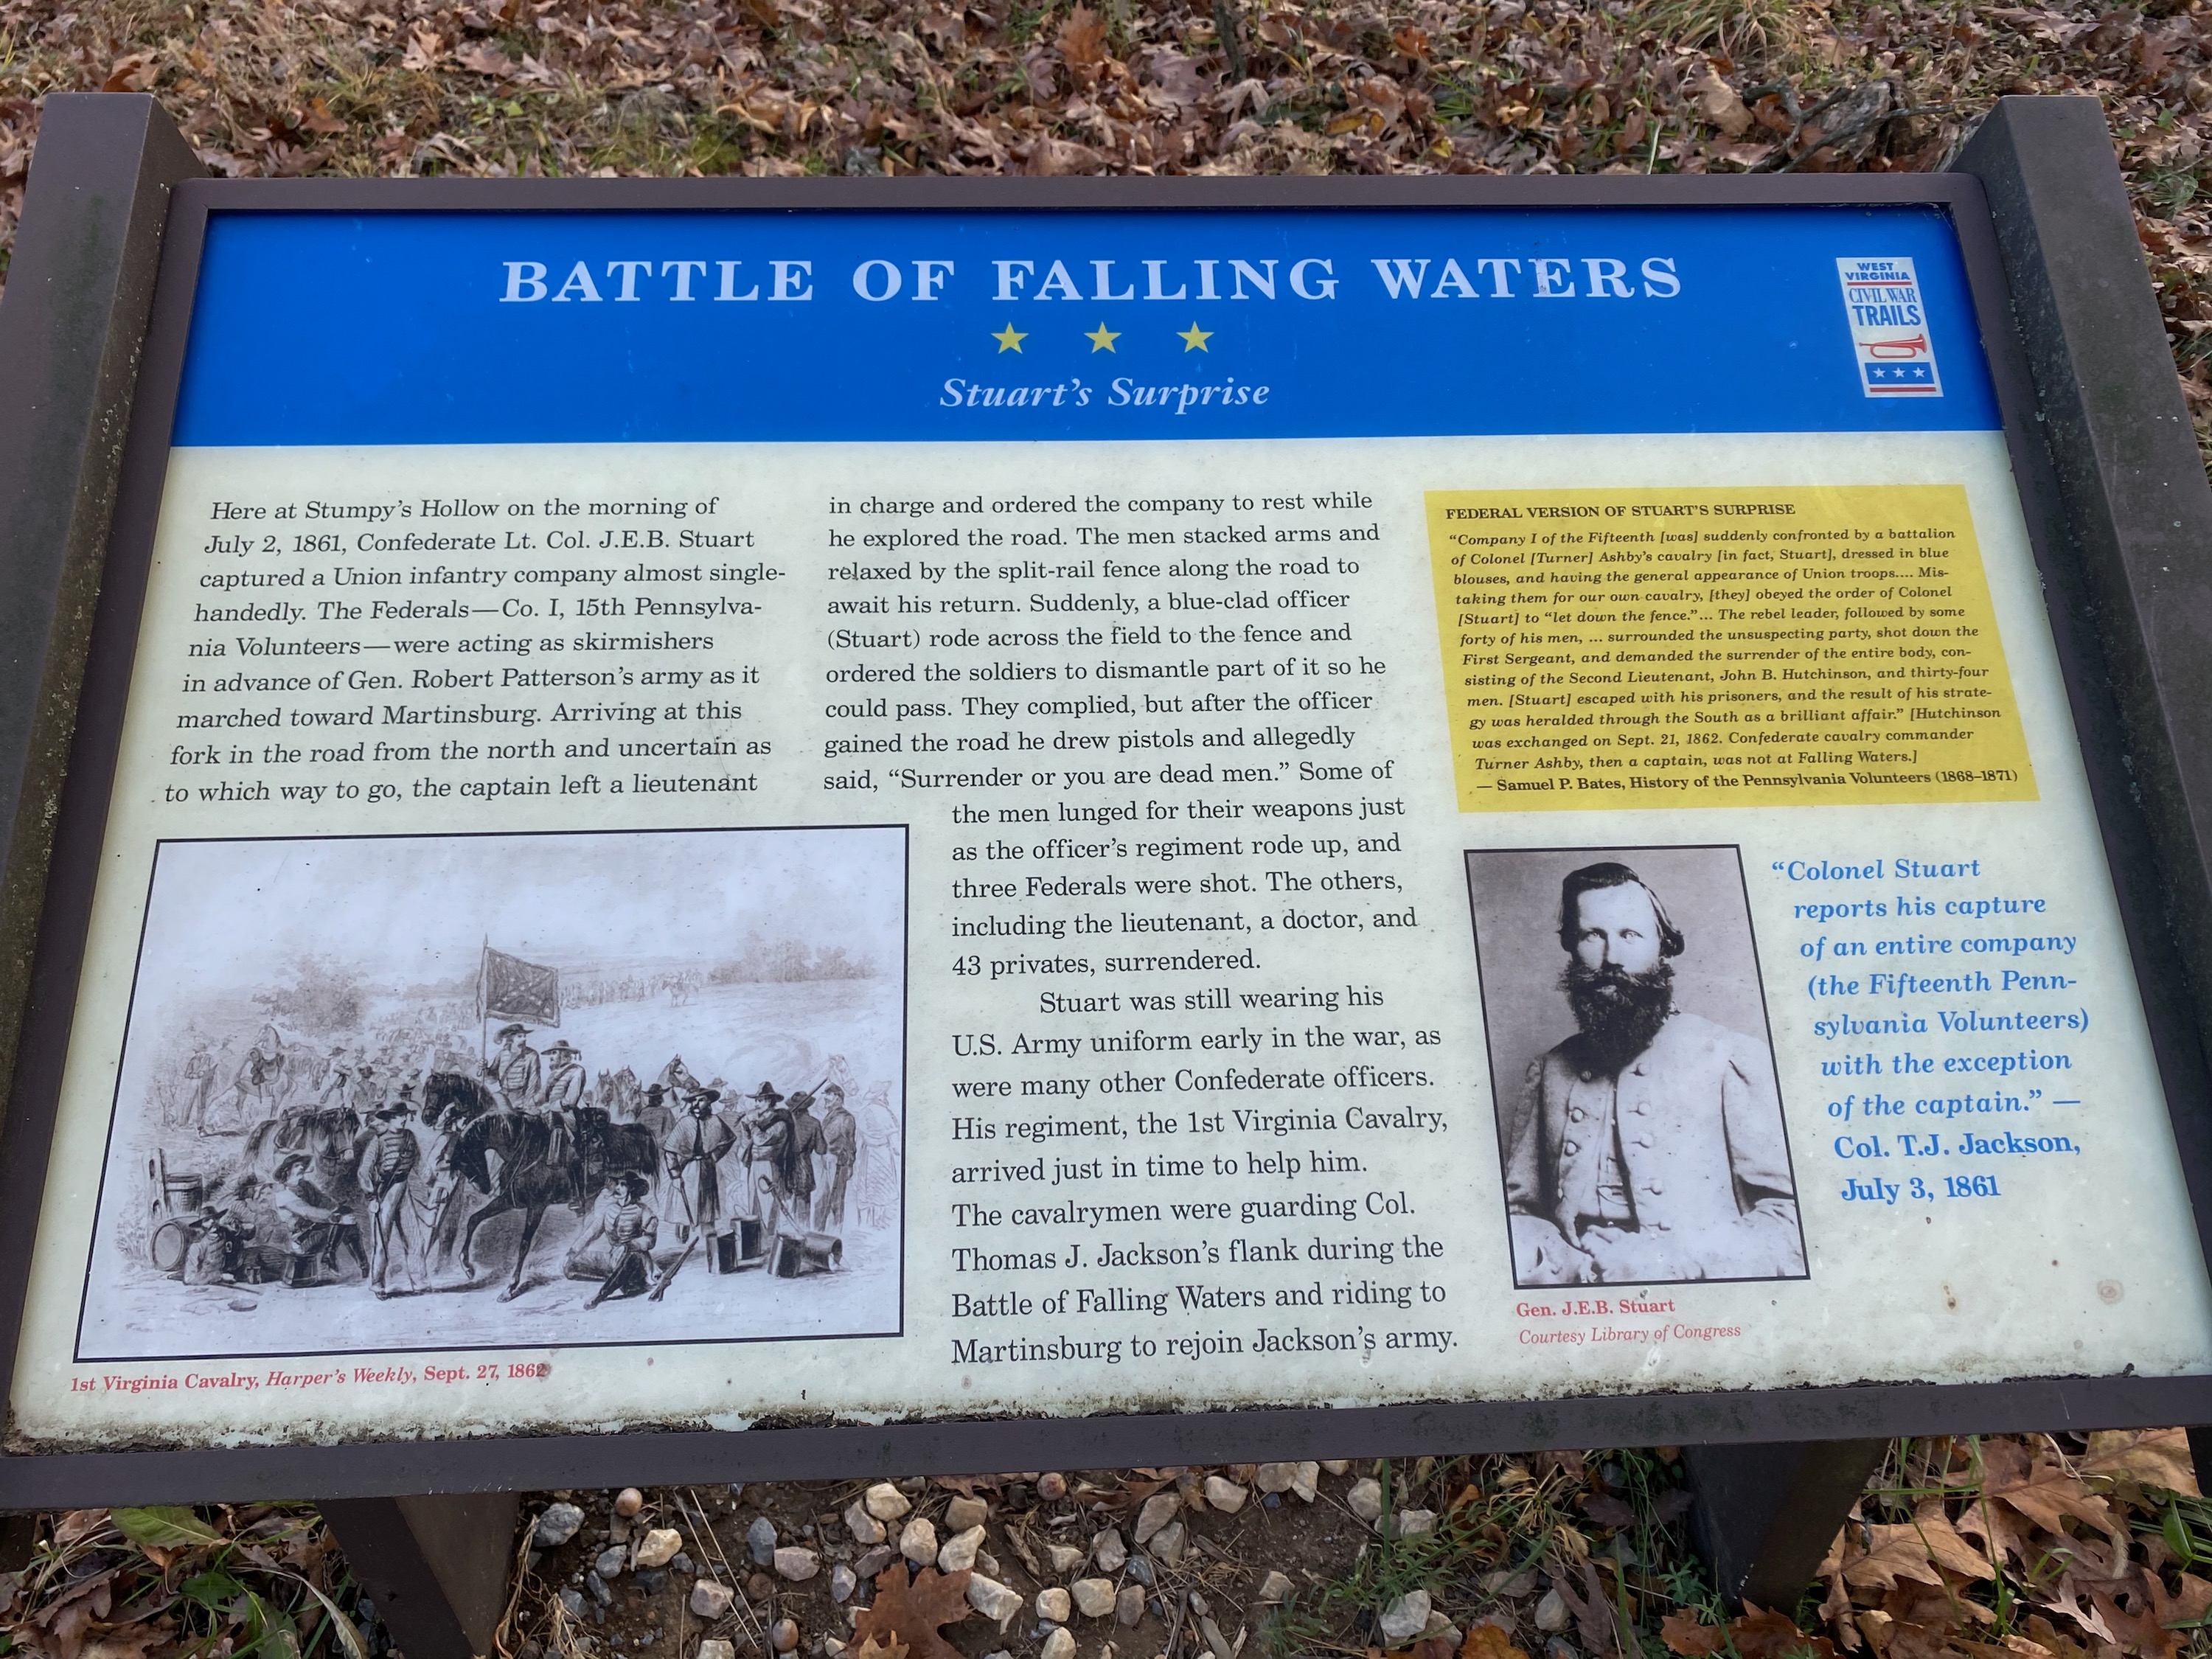 BATTLE OF FALLING WATERS
Stuart's Surprise
WEST
VIRGINIA
CIVIL WAR
TRAILS
Here at Stumpy's Hollow on the morning of
July 2, 1861, Confederate Lt. Col. J.E.B. Stuart
captured a Union infantry company almost single-
handedly. The Federals—Co. I, 15th Pennsylva-
nia Volunteers—were acting as skirmishers
in advance of Gen. Robert Patterson's army as it
marched toward Martinsburg. Arriving at this
fork in the road from the north and uncertain as
to which way to go, the captain left a lieutenant
in charge and ordered the company to rest while
he explored the road. The men stacked arms and
relaxed by the split-rail fence along the road to
await his return. Suddenly, a blue-clad officer
(Stuart) rode across the field to the fence and
ordered the soldiers to dismantle part of it so he
could pass. They complied, but after the officer
gained the road he drew pistols and allegedly
said, “Surrender or you are dead men.” Some of
the men lunged for their weapons just
as the officer's regiment rode up, and
three Federals were shot. The others,
including the lieutenant, a doctor, and
43 privates, surrendered.
Stuart was still wearing his
U.S. Army uniform early in the war, as
were many other Confederate officers.
His regiment, the 1st Virginia Cavalry,
arrived just in time to help him.
The cavalrymen were guarding Col.
Thomas J. Jackson's flank during the
Battle of Falling Waters and riding to
Martinsburg to rejoin Jackson's army.
1st Virginia Cavalry, Harper's Weekly, Sept. 27, 1862
FEDERAL VERSION OF STUART'S SURPRISE
“Company I of the Fifteenth [was] suddenly confronted by a battalion
of Colonel [Turner] Ashby's cavalry [in fact, Stuart], dressed in blue
blouses, and having the general appearance of Union troops.... Mis-
taking them for our own cavalry, [they] obeyed the order of Colonel
[Stuart] to “let down the fence.”... The rebel leader, followed by some
forty of his men, ... surrounded the unsuspecting party, shot down the
First Sergeant, and demanded the surrender of the entire body, con-
sisting of the Second Lieutenant, John B. Hutchinson, and thirty-four
men. [Stuart] escaped with his prisoners, and the result of his strate-
gy was heralded through the South as a brilliant affair.” [Hutchinson
was exchanged on Sept. 21, 1862. Confederate cavalry commander
Turner Ashby, then a captain, was not at Falling Waters.]
— Samuel P. Bates, History of the Pennsylvania Volunteers (1868–1871)
“Colonel Stuart
reports his capture
of an entire company
(the Fifteenth Penn-
sylvania Volunteers)
with the exception
of the captain.” —
Col. T.J. Jackson,
July 3, 1861
Gen. J.E.B. Stuart
Courtesy Library of Congress